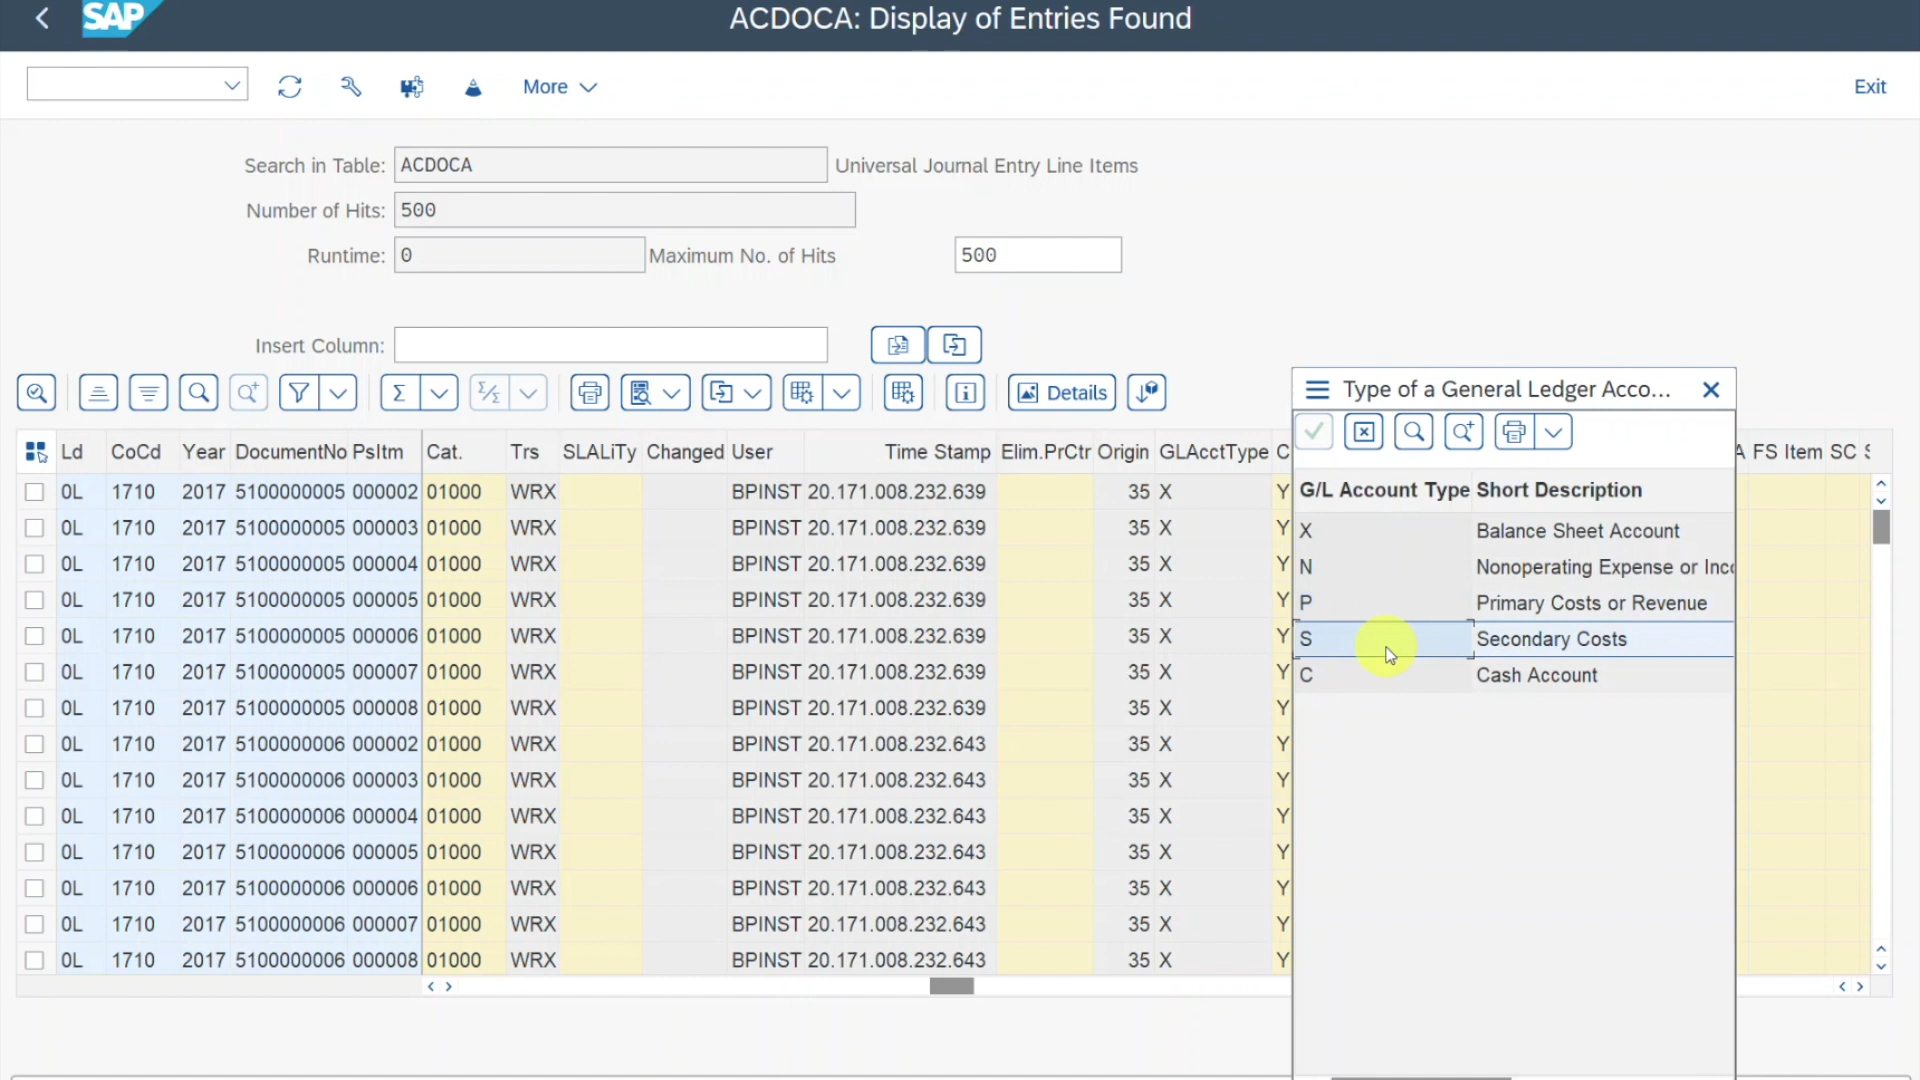 SAP ACDOCA: Display of Entries Found
More Exit
Search in Table: ACDOCA Universal Journal Entry Line Items
Number of Hits: 500
Runtime: 0 Maximum No. of Hits 500
Insert Column:
Details
Ld CoCd Year DocumentNo PsItm Cat. Trs SLALiTy Changed User Time Stamp Elim.PrCtr Origin GLAcctType C A FS Item SC S
0L 1710 2017 5100000005 000002 01000 WRX BPINST 20.171.008.232.639 35 X Y
0L 1710 2017 5100000005 000003 01000 WRX BPINST 20.171.008.232.639 35 X Y
0L 1710 2017 5100000005 000004 01000 WRX BPINST 20.171.008.232.639 35 X Y
0L 1710 2017 5100000005 000005 01000 WRX BPINST 20.171.008.232.639 35 X Y
0L 1710 2017 5100000005 000006 01000 WRX BPINST 20.171.008.232.639 35 X Y
0L 1710 2017 5100000005 000007 01000 WRX BPINST 20.171.008.232.639 35 X Y
0L 1710 2017 5100000005 000008 01000 WRX BPINST 20.171.008.232.639 35 X Y
0L 1710 2017 5100000006 000002 01000 WRX BPINST 20.171.008.232.643 35 X Y
0L 1710 2017 5100000006 000003 01000 WRX BPINST 20.171.008.232.643 35 X Y
0L 1710 2017 5100000006 000004 01000 WRX BPINST 20.171.008.232.643 35 X Y
0L 1710 2017 5100000006 000005 01000 WRX BPINST 20.171.008.232.643 35 X Y
0L 1710 2017 5100000006 000006 01000 WRX BPINST 20.171.008.232.643 35 X Y
0L 1710 2017 5100000006 000007 01000 WRX BPINST 20.171.008.232.643 35 X Y
0L 1710 2017 5100000006 000008 01000 WRX BPINST 20.171.008.232.643 35 X Y
Type of a General Ledger Acco...
G/L Account Type Short Description
X Balance Sheet Account
N Nonoperating Expense or Inco
P Primary Costs or Revenue
S Secondary Costs
C Cash Account